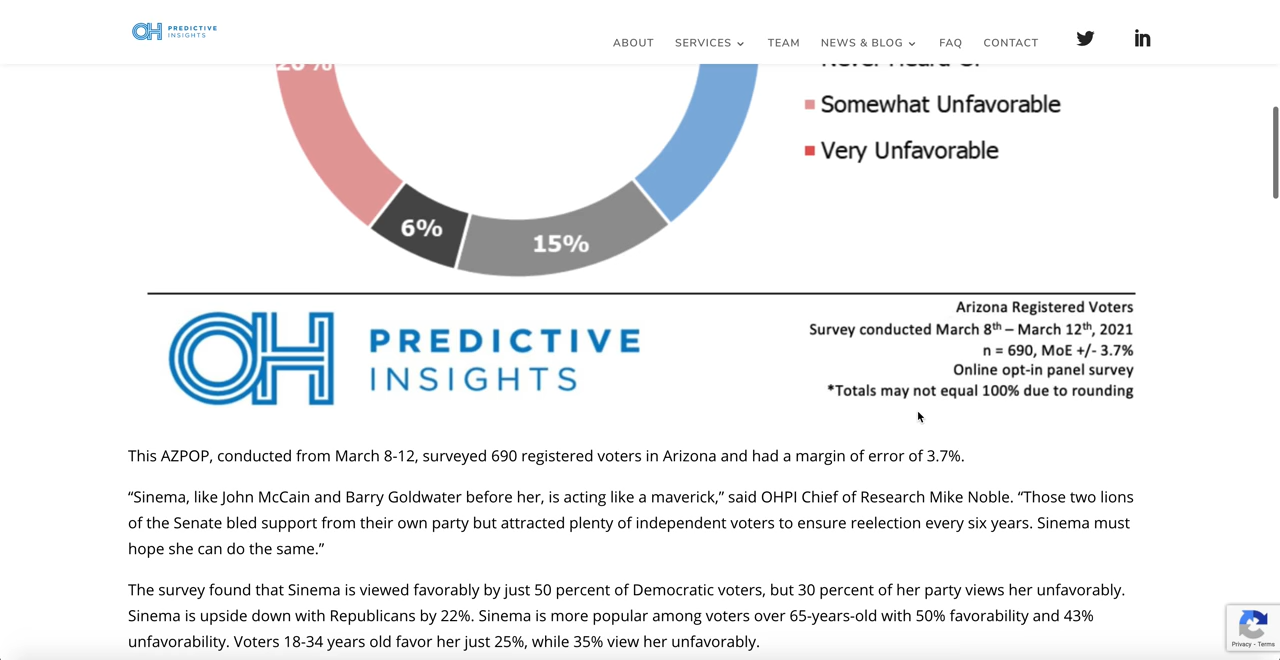 OH PREDICTIVE
INSIGHTS
ABOUT SERVICES TEAM NEWS & BLOG FAQ CONTACT
20%
Never Heard Of
Somewhat Unfavorable
Very Unfavorable
6%
15%
OH PREDICTIVE
INSIGHTS
Arizona Registered Voters
Survey conducted March 8th – March 12th, 2021
n = 690, MoE +/- 3.7%
Online opt-in panel survey
*Totals may not equal 100% due to rounding
This AZPOP, conducted from March 8-12, surveyed 690 registered voters in Arizona and had a margin of error of 3.7%.
“Sinema, like John McCain and Barry Goldwater before her, is acting like a maverick,” said OHPI Chief of Research Mike Noble. “Those two lions
of the Senate bled support from their own party but attracted plenty of independent voters to ensure reelection every six years. Sinema must
hope she can do the same.”
The survey found that Sinema is viewed favorably by just 50 percent of Democratic voters, but 30 percent of her party views her unfavorably.
Sinema is upside down with Republicans by 22%. Sinema is more popular among voters over 65-years-old with 50% favorability and 43%
unfavorability. Voters 18-34 years old favor her just 25%, while 35% view her unfavorably.
Privacy - Terms